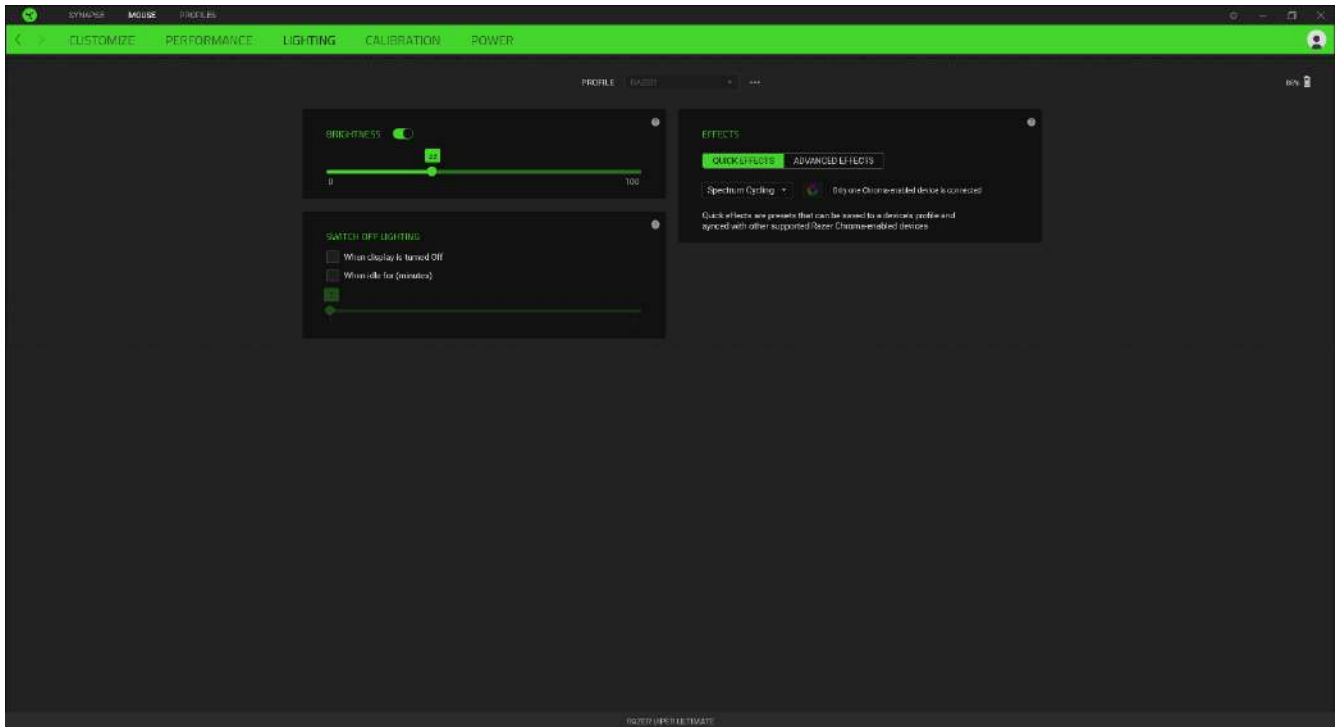 SYNAPSE MOUSE PROFILES
CUSTOMIZE PERFORMANCE LIGHTING CALIBRATION POWER
PROFILE
BRIGHTNESS
0 100
SWITCH OFF LIGHTING
When display is turned Off
When idle for (minutes)
EFFECTS
QUICK EFFECTS ADVANCED EFFECTS
Spectrum Cycling Only one Chroma-enabled device is connected
Quick effects are presets that can be saved to a device's profile and
synced with other supported Razer Chroma-enabled devices
RAZER VIPER ULTIMATE